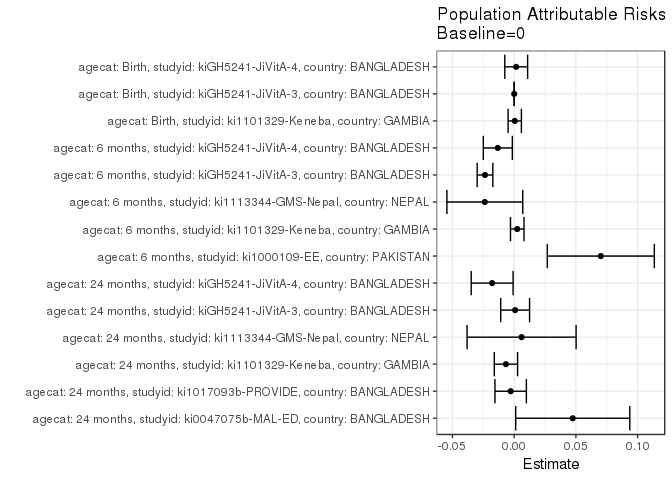 Population Attributable Risks
Baseline=0
agecat: Birth, studyid: kiGH5241-JiVitA-4, country: BANGLADESH
agecat: Birth, studyid: kiGH5241-JiVitA-3, country: BANGLADESH
agecat: Birth, studyid: ki1101329-Keneba, country: GAMBIA
agecat: 6 months, studyid: kiGH5241-JiVitA-4, country: BANGLADESH
agecat: 6 months, studyid: kiGH5241-JiVitA-3, country: BANGLADESH
agecat: 6 months, studyid: ki1113344-GMS-Nepal, country: NEPAL
agecat: 6 months, studyid: ki1101329-Keneba, country: GAMBIA
agecat: 6 months, studyid: ki1000109-EE, country: PAKISTAN
agecat: 24 months, studyid: kiGH5241-JiVitA-4, country: BANGLADESH
agecat: 24 months, studyid: kiGH5241-JiVitA-3, country: BANGLADESH
agecat: 24 months, studyid: ki1113344-GMS-Nepal, country: NEPAL
agecat: 24 months, studyid: ki1101329-Keneba, country: GAMBIA
agecat: 24 months, studyid: ki1017093b-PROVIDE, country: BANGLADESH
agecat: 24 months, studyid: ki0047075b-MAL-ED, country: BANGLADESH
-0.05 0.00 0.05 0.10
Estimate